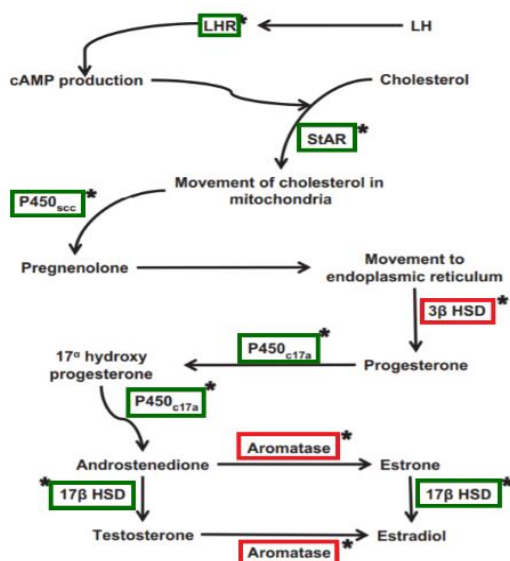 LHR* LH
cAMP production Cholesterol
StAR*
Movement of cholesterol in
mitochondria
P450scc*
Pregnenolone Movement to
endoplasmic reticulum
3β HSD*
P450c17a*
17α hydroxy
progesterone Progesterone
P450c17a*
Aromatase*
Androstenedione Estrone
*17β HSD 17β HSD*
Testosterone Estradiol
Aromatase*